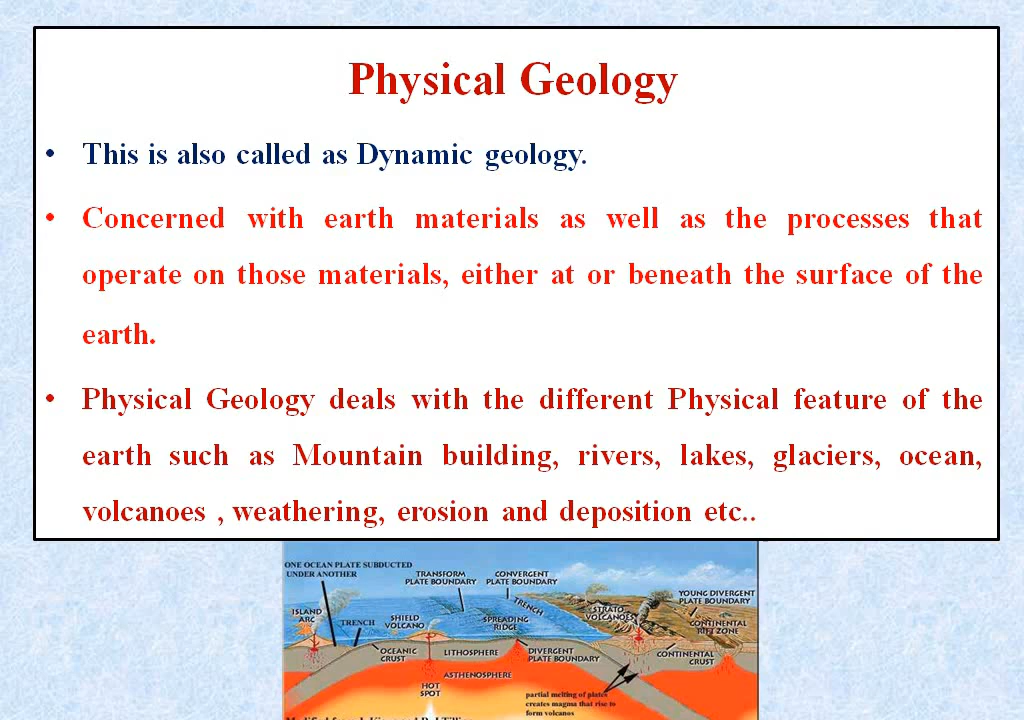 Physical Geology
• This is also called as Dynamic geology.
• Concerned with earth materials as well as the processes that
operate on those materials, either at or beneath the surface of the
earth.
• Physical Geology deals with the different Physical feature of the
earth such as Mountain building, rivers, lakes, glaciers, ocean,
volcanoes , weathering, erosion and deposition etc..
ONE OCEAN PLATE SUBDUCTED
UNDER ANOTHER
TRANSFORM
PLATE BOUNDARY
CONVERGENT
PLATE BOUNDARY
YOUNG DIVERGENT
PLATE BOUNDARY
ISLAND
ARC
TRENCH
SHIELD
VOLCANO
TRENCH
SPREADING
RIDGE
STRATO
VOLCANOES
CONTINENTAL
RIFT ZONE
OCEANIC
CRUST
LITHOSPHERE
DIVERGENT
PLATE BOUNDARY
CONTINENTAL
CRUST
ASTHENOSPHERE
HOT
SPOT
partial melting of plates
creates magma that rise to
form volcanos